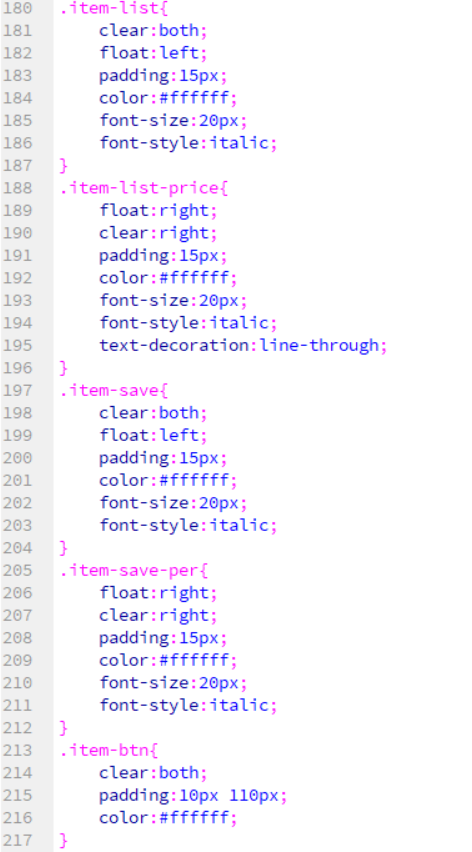 180 .item-list{
181     clear:both;
182     float:left;
183     padding:15px;
184     color:#ffffff;
185     font-size:20px;
186     font-style:italic;
187 }
188 .item-list-price{
189     float:right;
190     clear:right;
191     padding:15px;
192     color:#ffffff;
193     font-size:20px;
194     font-style:italic;
195     text-decoration:line-through;
196 }
197 .item-save{
198     clear:both;
199     float:left;
200     padding:15px;
201     color:#ffffff;
202     font-size:20px;
203     font-style:italic;
204 }
205 .item-save-per{
206     float:right;
207     clear:right;
208     padding:15px;
209     color:#ffffff;
210     font-size:20px;
211     font-style:italic;
212 }
213 .item-btn{
214     clear:both;
215     padding:10px 110px;
216     color:#ffffff;
217 }